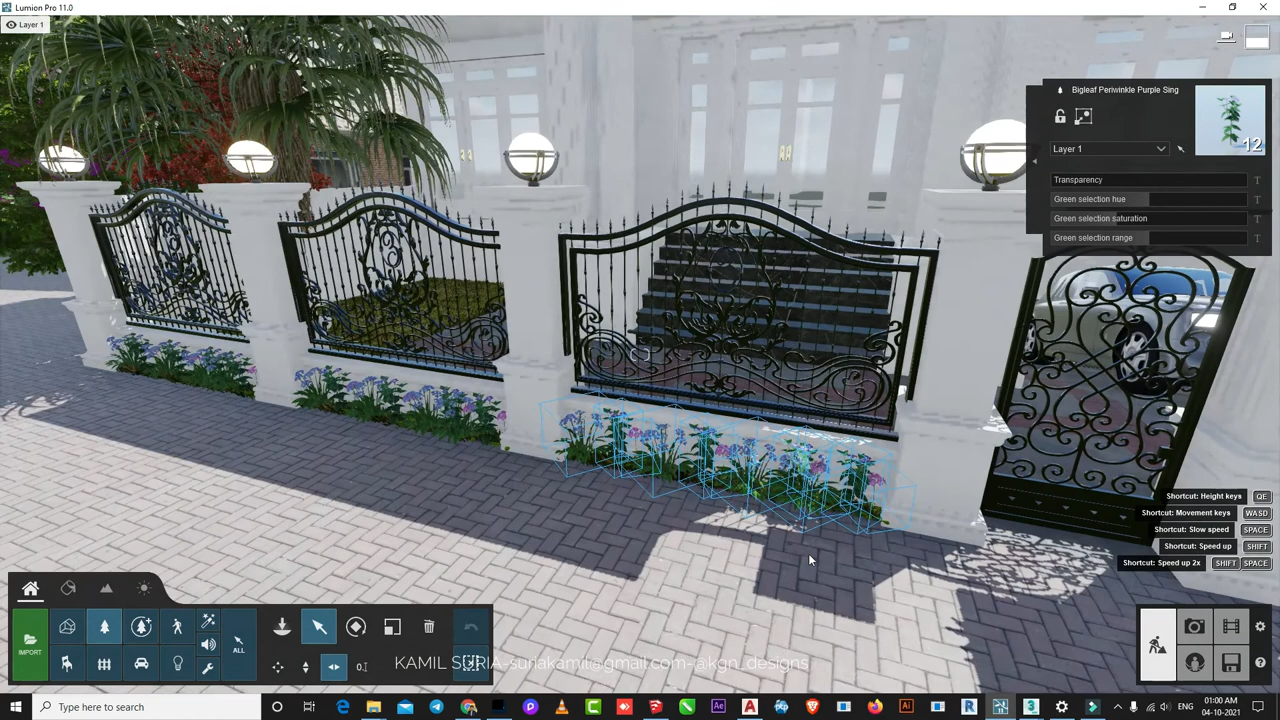 Lumion Pro 11.0
Layer 1
Bigleaf Periwinkle Purple Sing
12
Layer 1
Transparency
Green selection hue
Green selection saturation
Green selection range
Shortcut: Height keys QE
Shortcut: Movement keys WASD
Shortcut: Slow speed SPACE
Shortcut: Speed up SHIFT
Shortcut: Speed up 2x SHIFT SPACE
IMPORT
ALL
KAMIL SURIA-suriakamil@gmail.com-@kgn_designs
Type here to search
ENG
01:00 AM
04-10-2021